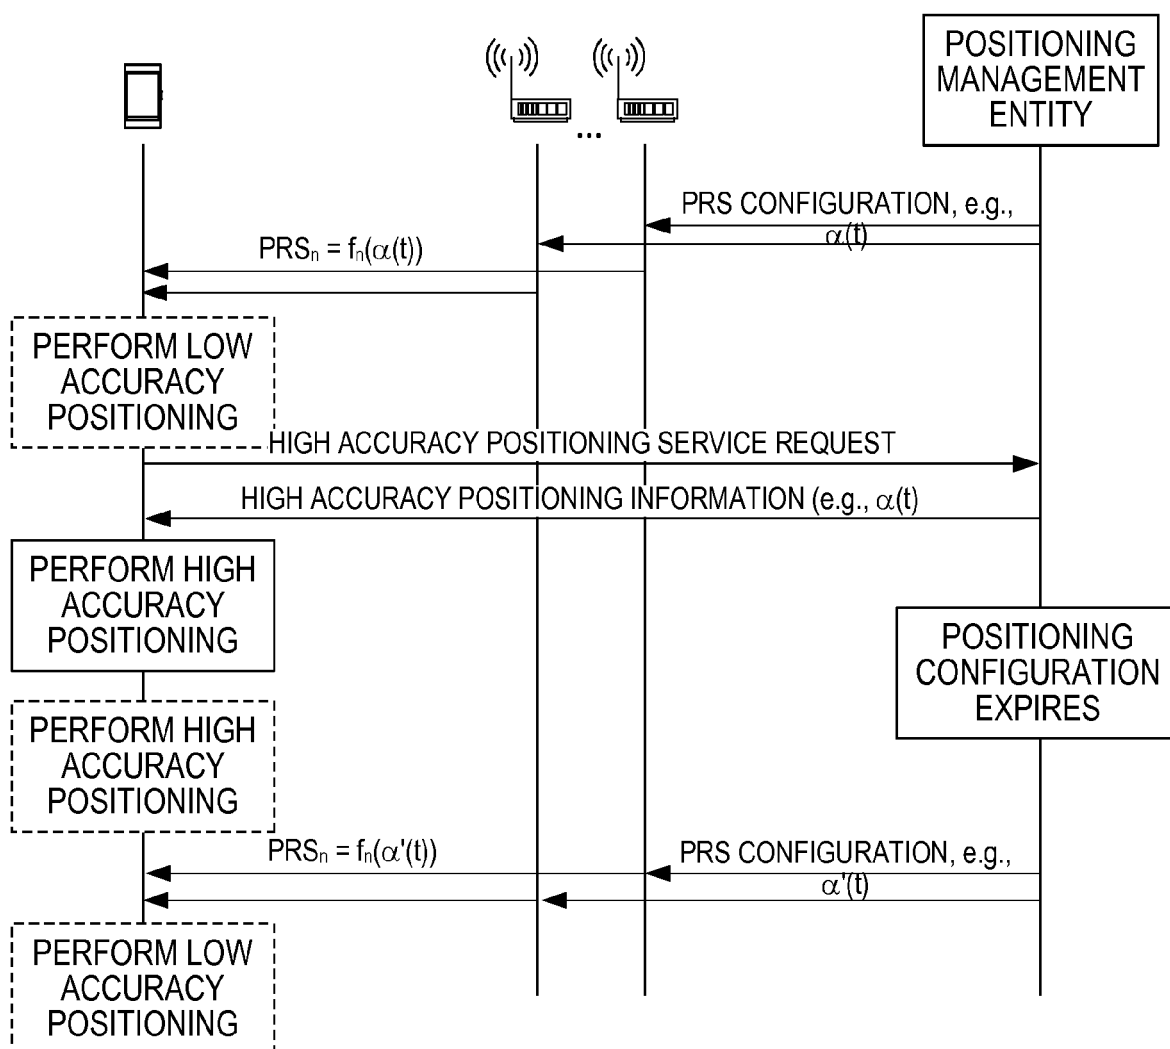 POSITIONING
MANAGEMENT
ENTITY
...
PRS CONFIGURATION, e.g.,
α(t)
PRSₙ = fₙ(α(t))
PERFORM LOW
ACCURACY
POSITIONING
HIGH ACCURACY POSITIONING SERVICE REQUEST
HIGH ACCURACY POSITIONING INFORMATION (e.g., α(t)
PERFORM HIGH
ACCURACY
POSITIONING
POSITIONING
CONFIGURATION
EXPIRES
PERFORM HIGH
ACCURACY
POSITIONING
PRSₙ = fₙ(α'(t))
PRS CONFIGURATION, e.g.,
α'(t)
PERFORM LOW
ACCURACY
POSITIONING